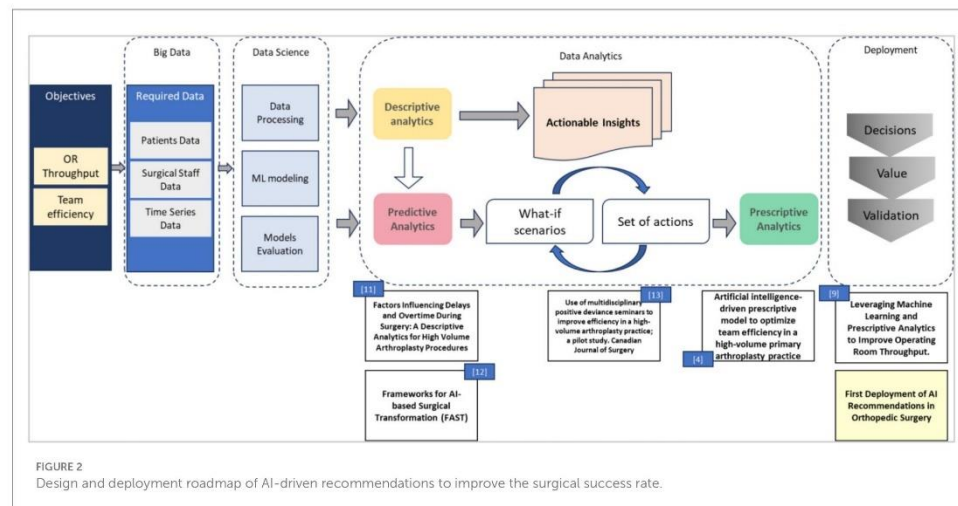 Big Data
Data Science
Data Analytics
Deployment
Objectives
OR
Throughput
Team
efficiency
Required Data
Patients Data
Surgical Staff
Data
Time Series
Data
Data
Processing
ML modeling
Models
Evaluation
Descriptive
analytics
Actionable Insights
Predictive
Analytics
What-if
scenarios
Set of actions
Prescriptive
Analytics
Decisions
Value
Validation
[11]
Factors Influencing Delays
and Overtime During
Surgery: A Descriptive
Analytics for High Volume
Arthroplasty Procedures
[12]
Frameworks for AI-
based Surgical
Transformation (FAST)
[13]
Use of multidisciplinary
positive deviance seminars to
improve efficiency in a high-
volume arthroplasty practice;
a pilot study. Canadian
Journal of Surgery
[4]
Artificial intelligence-
driven prescriptive
model to optimize
team efficiency in a
high-volume primary
arthroplasty practice
[9]
Leveraging Machine
Learning and
Prescriptive Analytics
to Improve Operating
Room Throughput.
First Deployment of AI
Recommendations in
Orthopedic Surgery
FIGURE 2
Design and deployment roadmap of AI-driven recommendations to improve the surgical success rate.